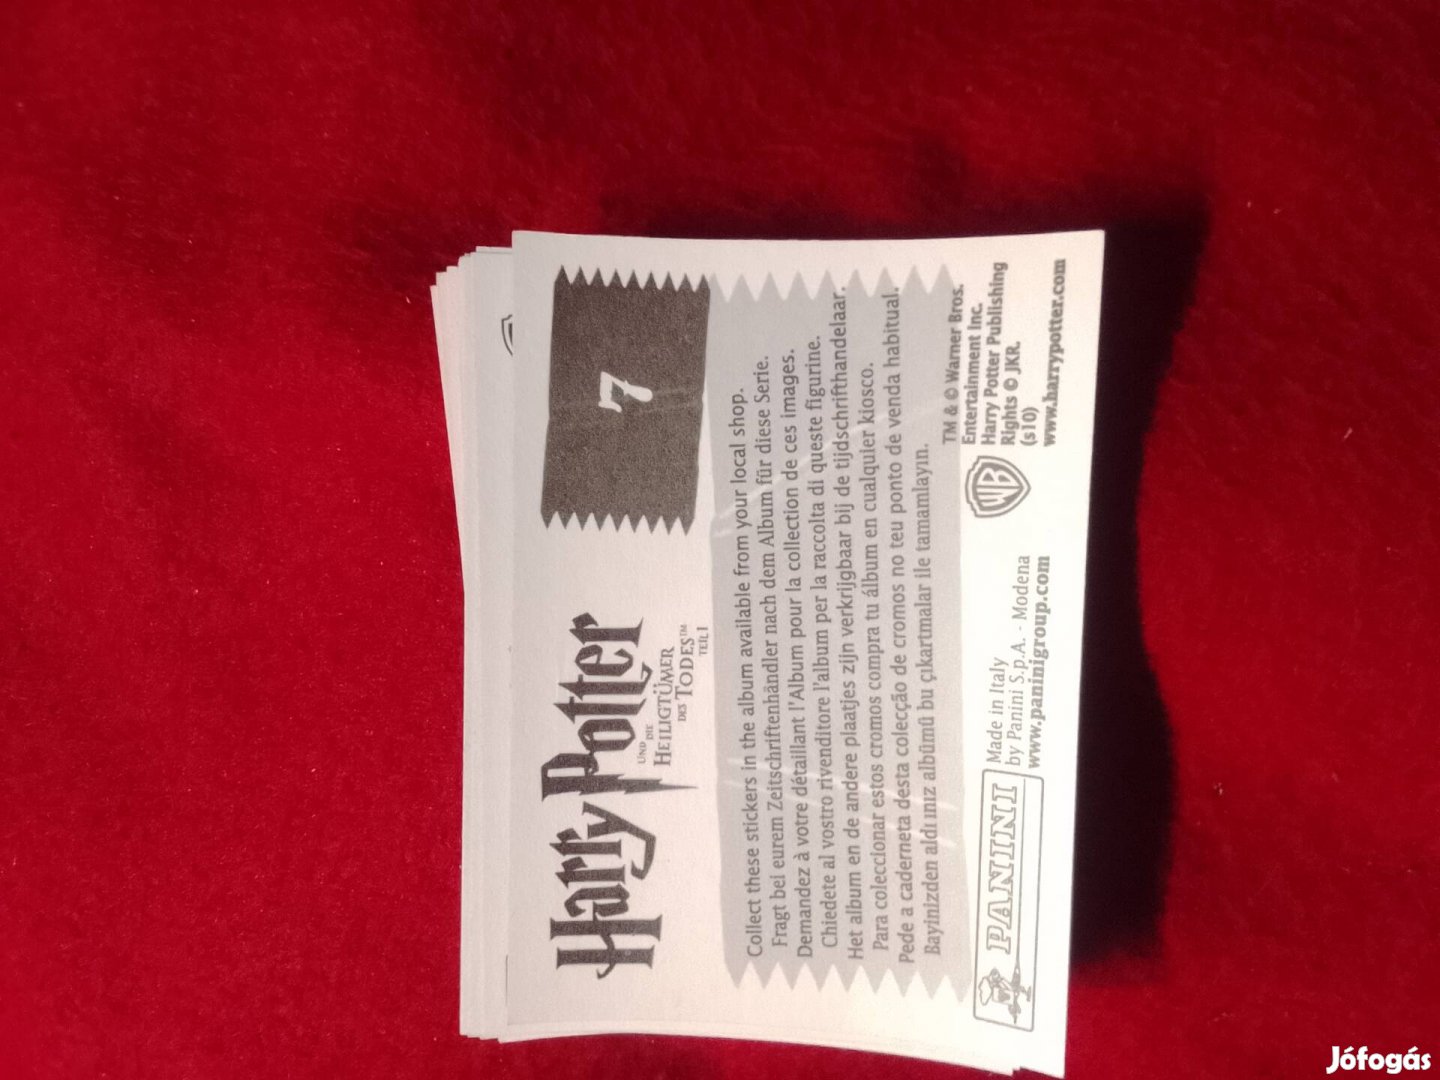 Harry Potter
UND DIE
HEILIGTÜMER
DES TODES™
TEIL 1
7
Collect these stickers in the album available from your local shop.
Fragt bei eurem Zeitschriftenhändler nach dem Album für diese Serie.
Demandez à votre détaillant l'Album pour la collection de ces images.
Chiedete al vostro rivenditore l'album per la raccolta di queste figurine.
Het album en de andere plaatjes zijn verkrijgbaar bij de tijdschrifthandelaar.
Para coleccionar estos cromos compra tu álbum en cualquier kiosco.
Pede a caderneta desta colecção de cromos no teu ponto de venda habitual.
Bayinizden aldı ınız albümü bu çıkartmalar ile tamamlayın.
PANINI
Made in Italy
by Panini S.p.A. - Modena
www.paninigroup.com
WB
TM & © Warner Bros.
Entertainment Inc.
Harry Potter Publishing
Rights © JKR.
(s10)
www.harrypotter.com
Jófogás